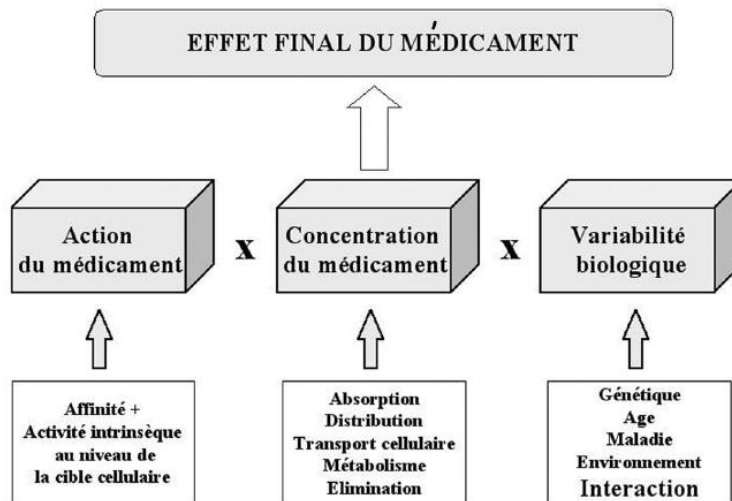 EFFET FINAL DU MÉDICAMENT
Action
du médicament
x
Concentration
du médicament
x
Variabilité
biologique
Affinité +
Activité intrinsèque
au niveau de
la cible cellulaire
Absorption
Distribution
Transport cellulaire
Métabolisme
Elimination
Génétique
Age
Maladie
Environnement
Interaction